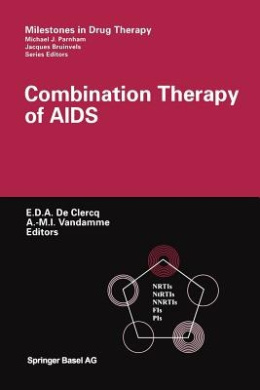 Milestones in Drug Therapy
Michael J. Parnham
Jacques Bruinvels
Series Editors
Combination Therapy
of AIDS
E.D.A. De Clercq
A.-M.I. Vandamme
Editors
NRTIs
NtRTIs
NNRTIs
FIs
PIs
Springer Basel AG